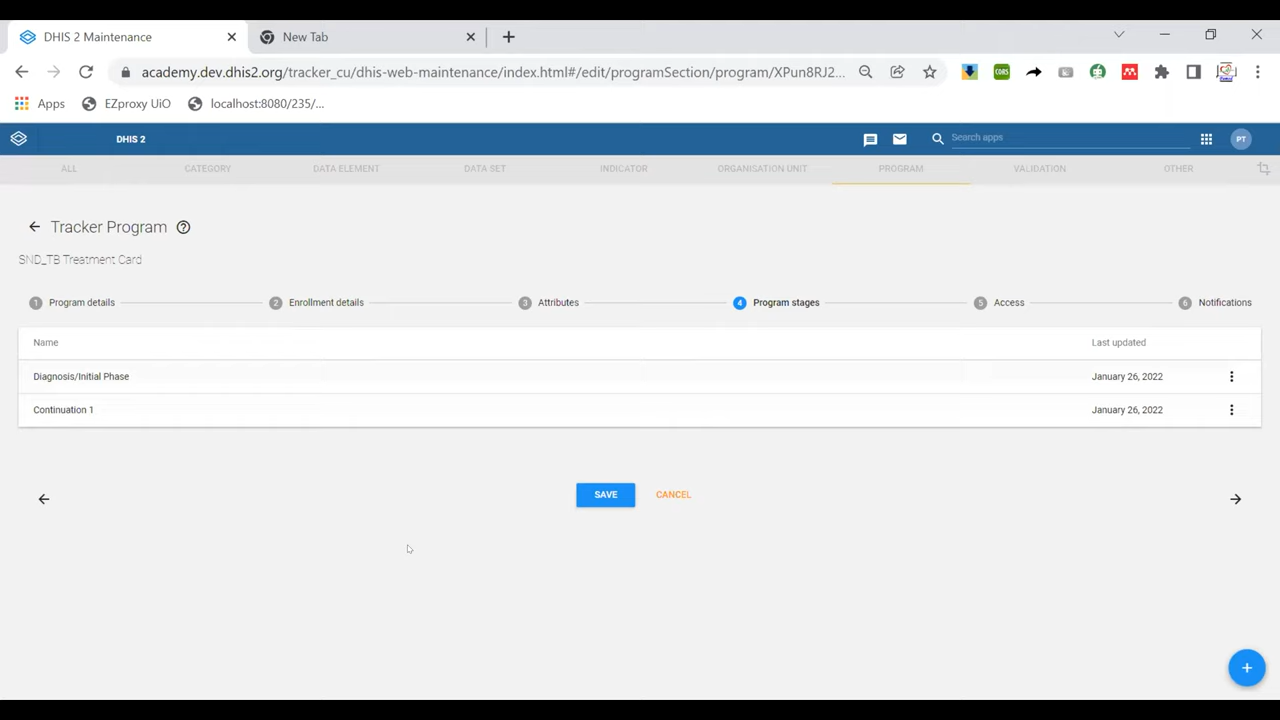 DHIS 2 Maintenance
New Tab
academy.dev.dhis2.org/tracker_cu/dhis-web-maintenance/index.html#/edit/programSection/program/XPun8RJ2...
Apps
EZproxy UiO
localhost:8080/235/...
DHIS 2
Search apps
PT
ALL
CATEGORY
DATA ELEMENT
DATA SET
INDICATOR
ORGANISATION UNIT
PROGRAM
VALIDATION
OTHER
Tracker Program
SND_TB Treatment Card
1 Program details
2 Enrollment details
3 Attributes
4 Program stages
5 Access
6 Notifications
Name
Last updated
Diagnosis/Initial Phase
January 26, 2022
Continuation 1
January 26, 2022
SAVE
CANCEL